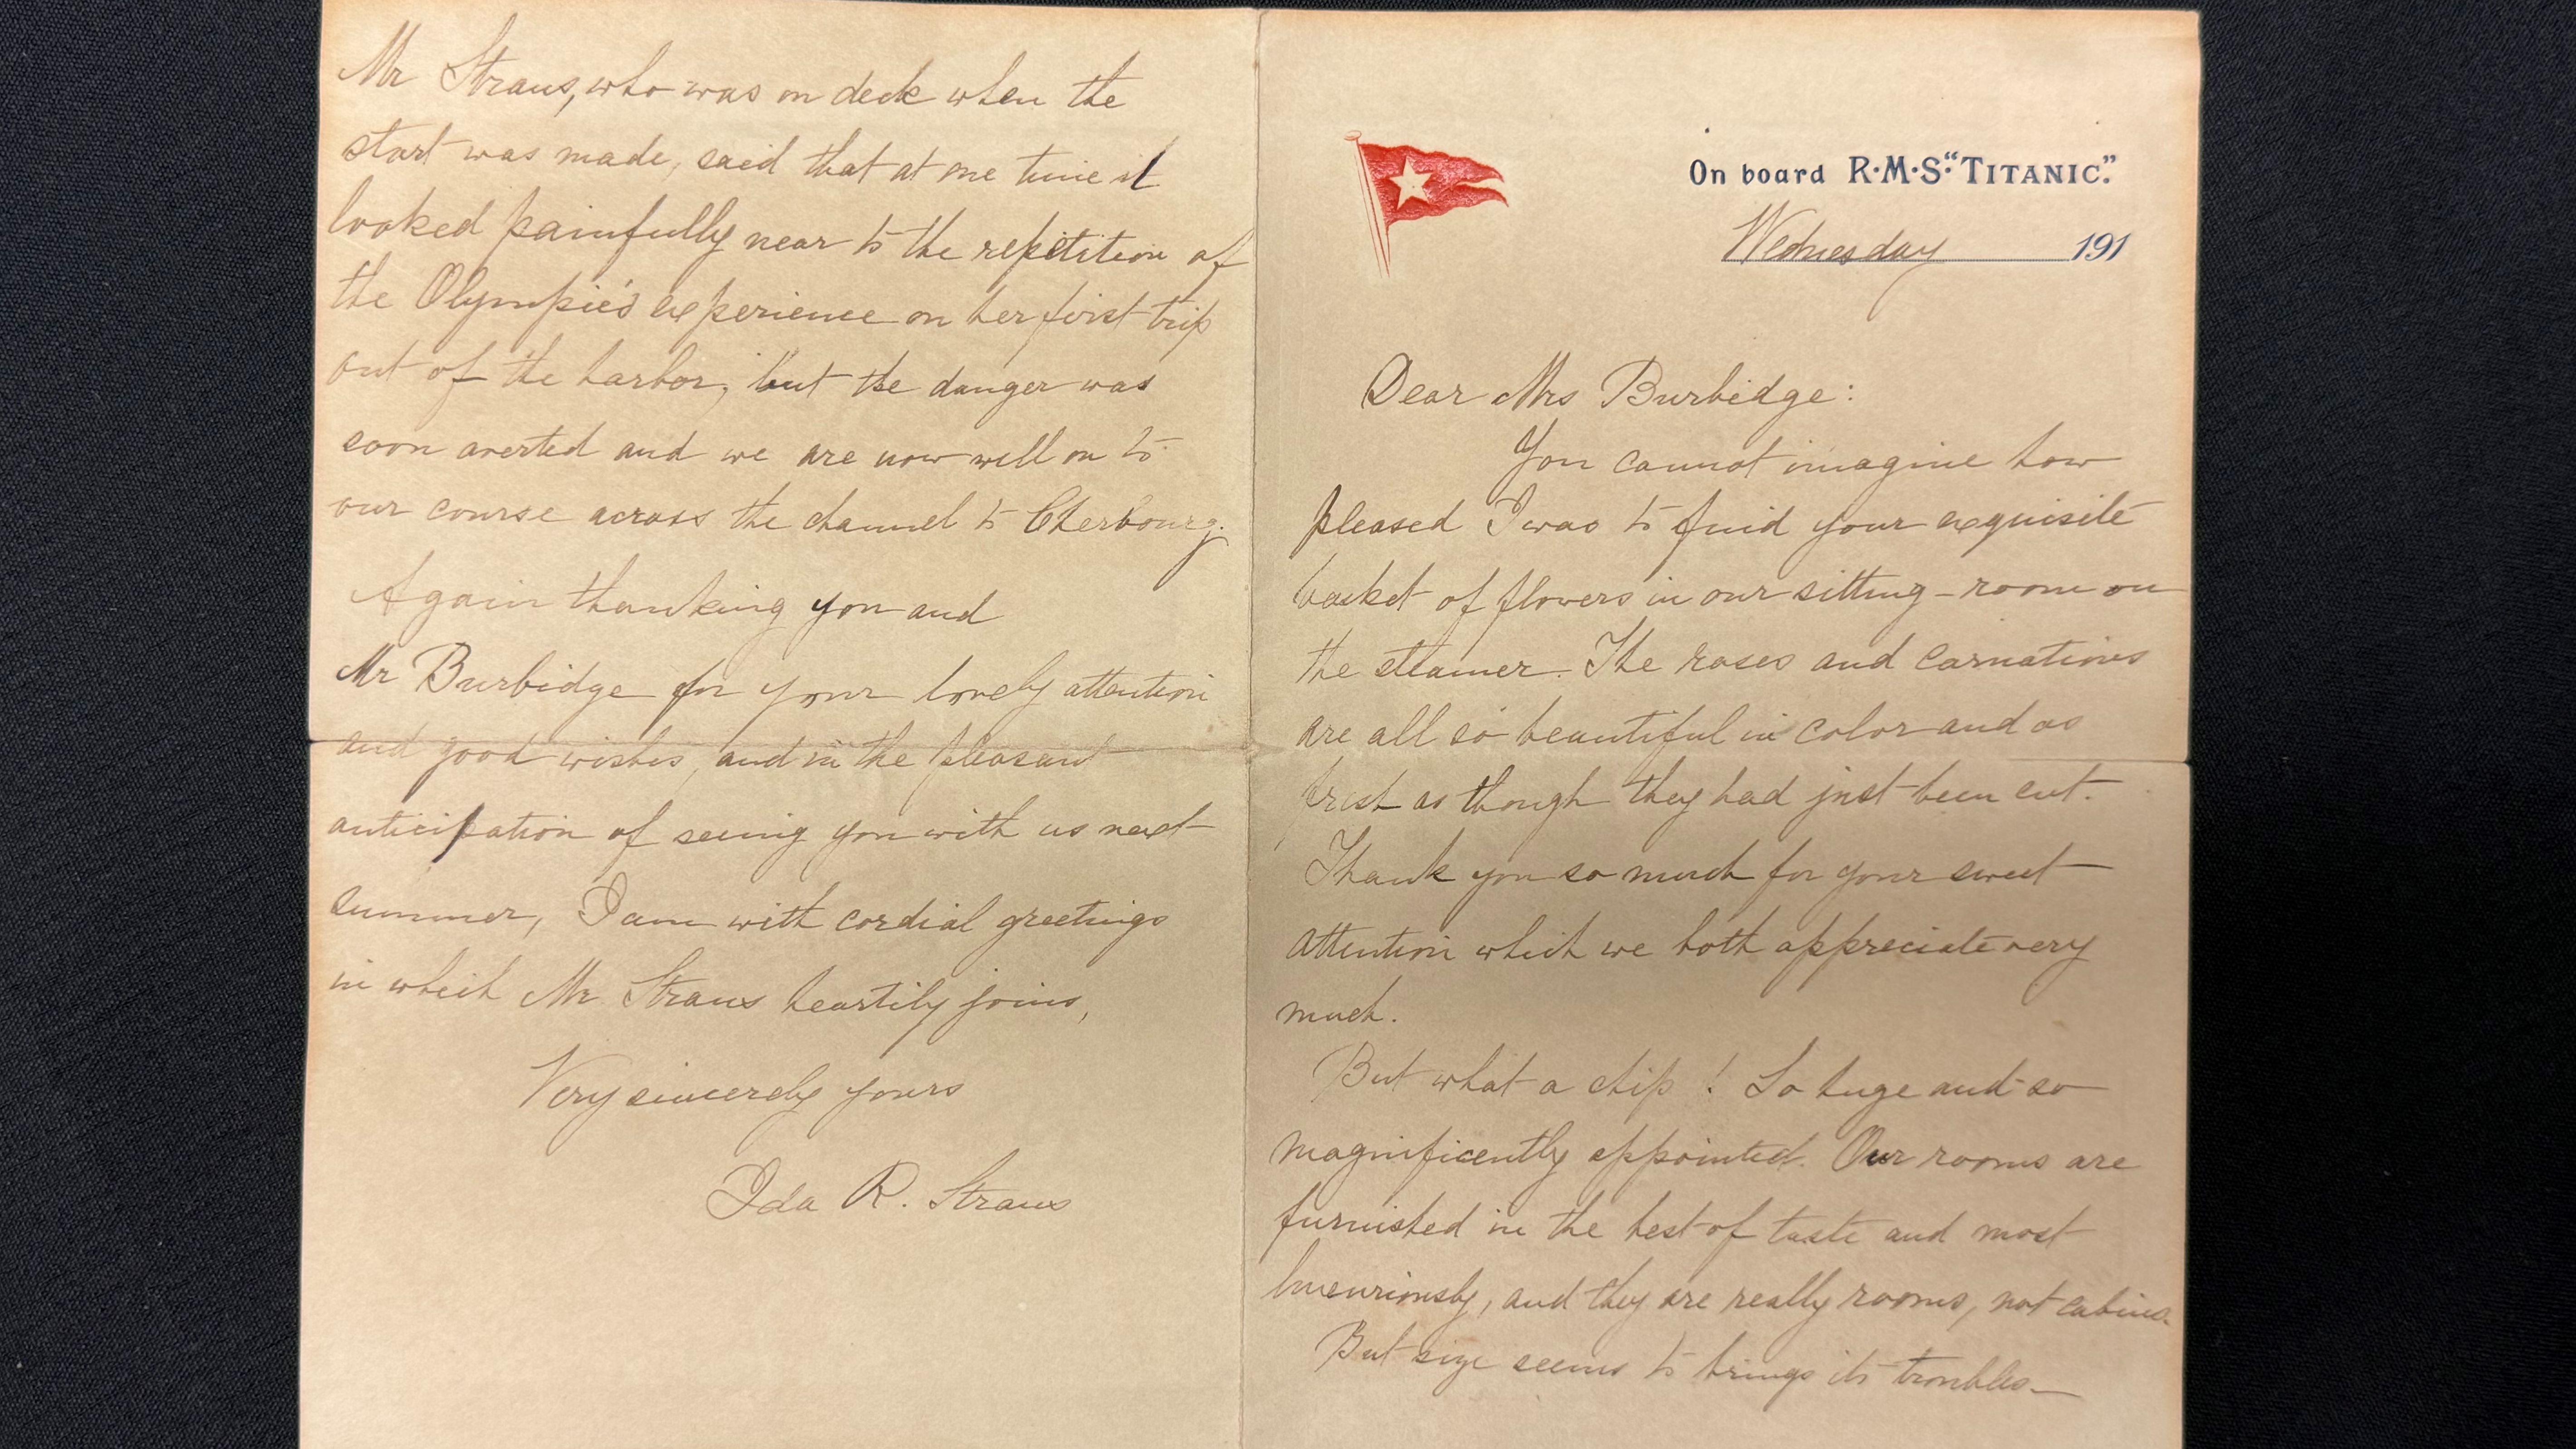 On board R·M·S· "TITANIC."
Wednesday 191
Dear Mrs Burbidge:
You cannot imagine how
pleased I was to find your exquisite
basket of flowers in our sitting-room on
the steamer. The roses and carnations
are all so beautiful in color and as
fresh as though they had just been cut.
Thank you so much for your sweet
attention which we both appreciate very
much.
But what a ship! So huge and so
magnificently appointed. Our rooms are
furnished in the best of taste and most
luxuriously, and they are really rooms, not cabins.
But size seems to brings its troubles—
Mr Straus, who was on deck when the
start was made, said that at one time it
looked painfully near to the repetition of
the Olympic's experience on her first trip
out of the harbor, but the danger was
soon averted and we are now well on to
our course across the channel to Cherbourg.
Again thanking you and
Mr Burbidge for your lovely attention
and good wishes, and in the pleasant
anticipation of seeing you with us next
summer, I am with cordial greetings
in which Mr Straus heartily joins,
Very sincerely yours
Ida R. Straus